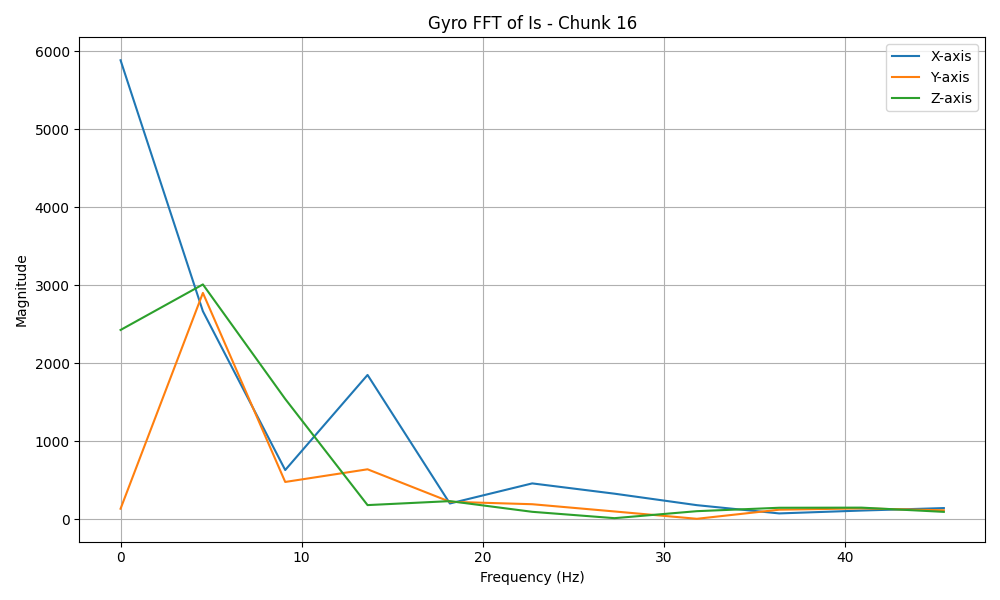 Gyro FFT of Is - Chunk 16
X-axis
Y-axis
Z-axis
6000
5000
4000
3000
2000
1000
0
Magnitude
0 10 20 30 40
Frequency (Hz)